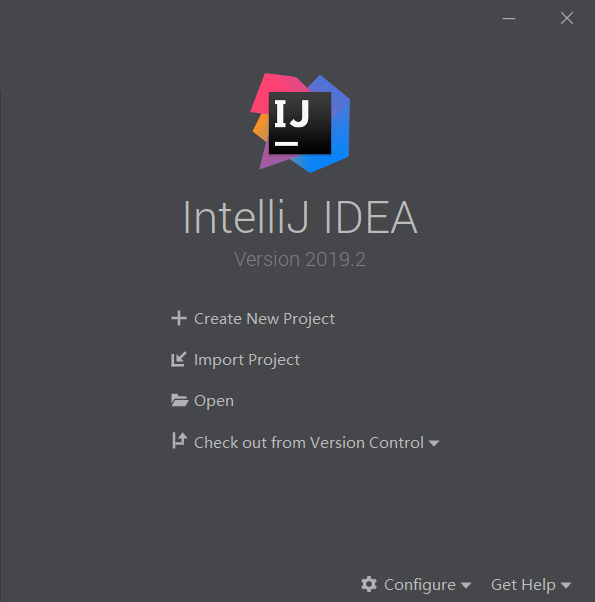 IJ
IntelliJ IDEA
Version 2019.2
Create New Project
Import Project
Open
Check out from Version Control
Configure
Get Help